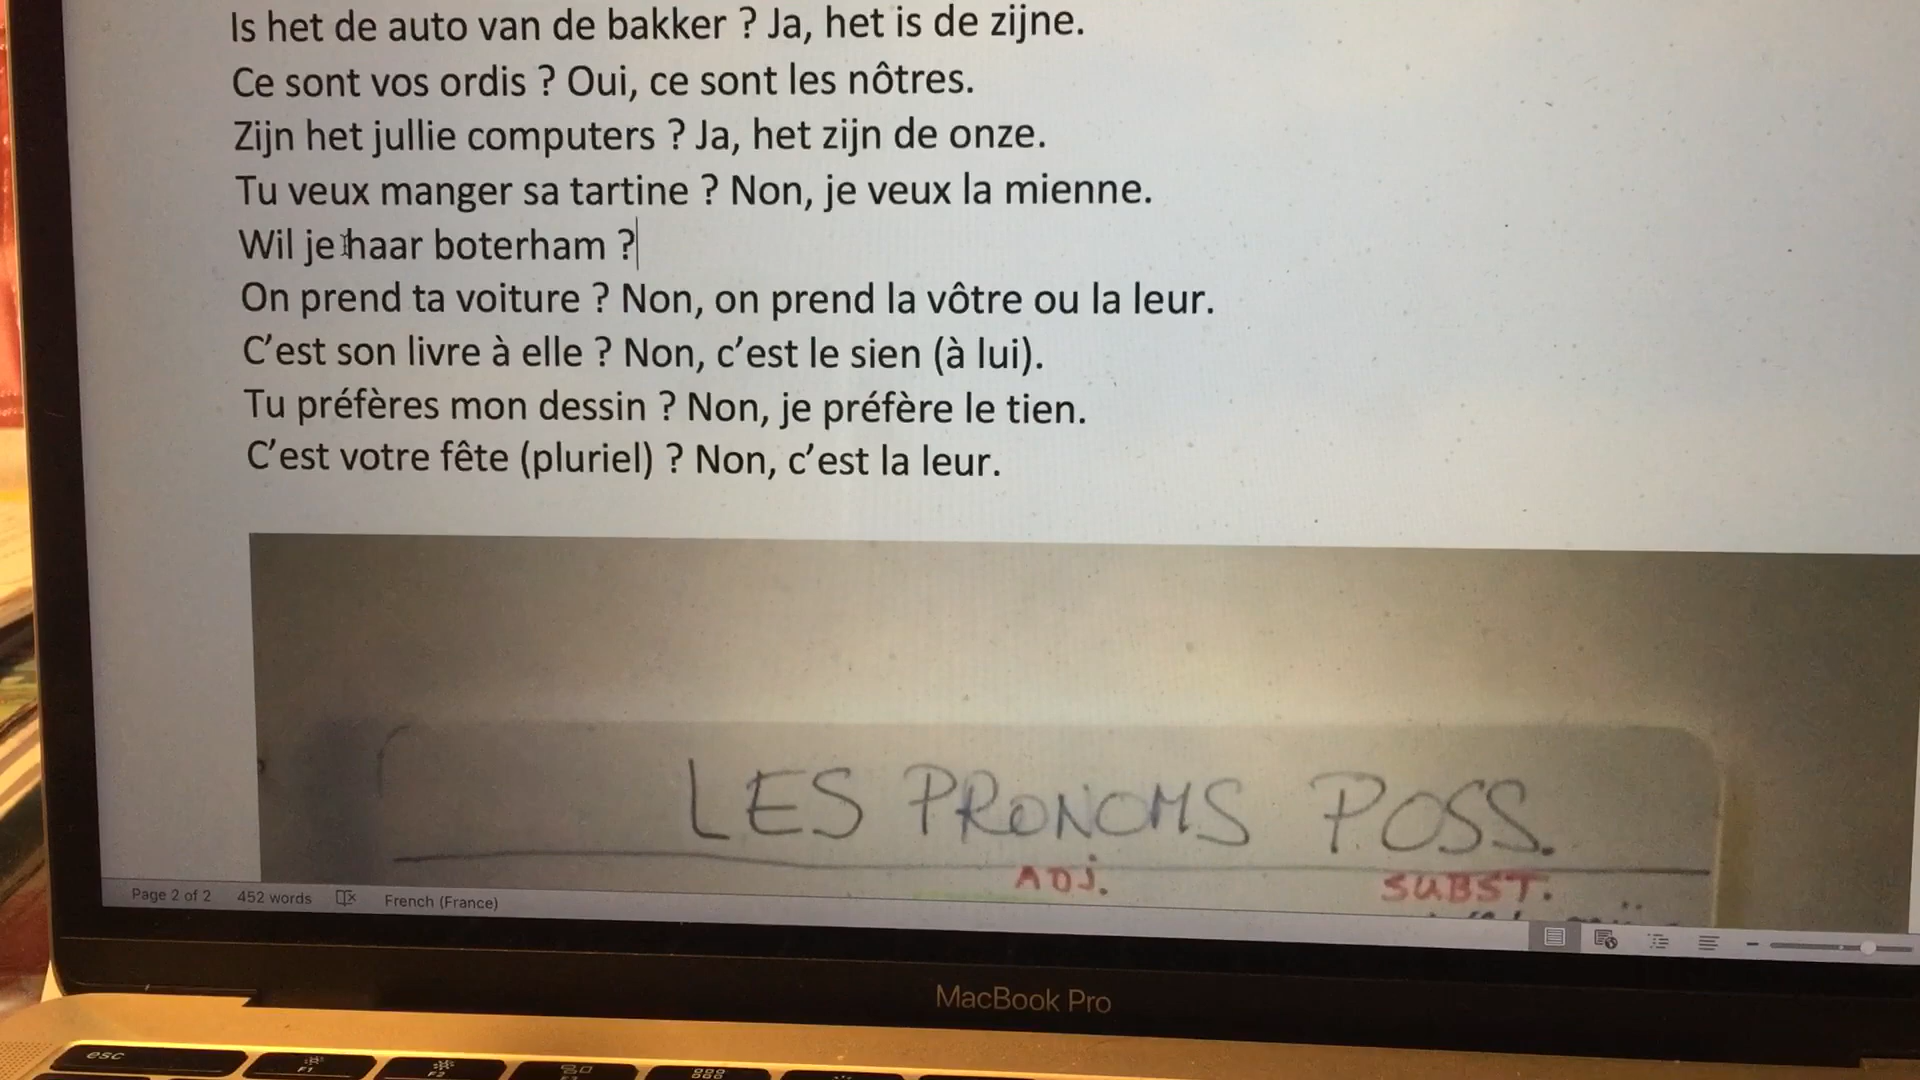 Is het de auto van de bakker ? Ja, het is de zijne.
Ce sont vos ordis ? Oui, ce sont les nôtres.
Zijn het jullie computers ? Ja, het zijn de onze.
Tu veux manger sa tartine ? Non, je veux la mienne.
Wil je haar boterham ?
On prend ta voiture ? Non, on prend la vôtre ou la leur.
C’est son livre à elle ? Non, c’est le sien (à lui).
Tu préfères mon dessin ? Non, je préfère le tien.
C’est votre fête (pluriel) ? Non, c’est la leur.
LES PRONOMS POSS.
ADJ. SUBST.
Page 2 of 2 452 words French (France)
MacBook Pro
esc F1 F2